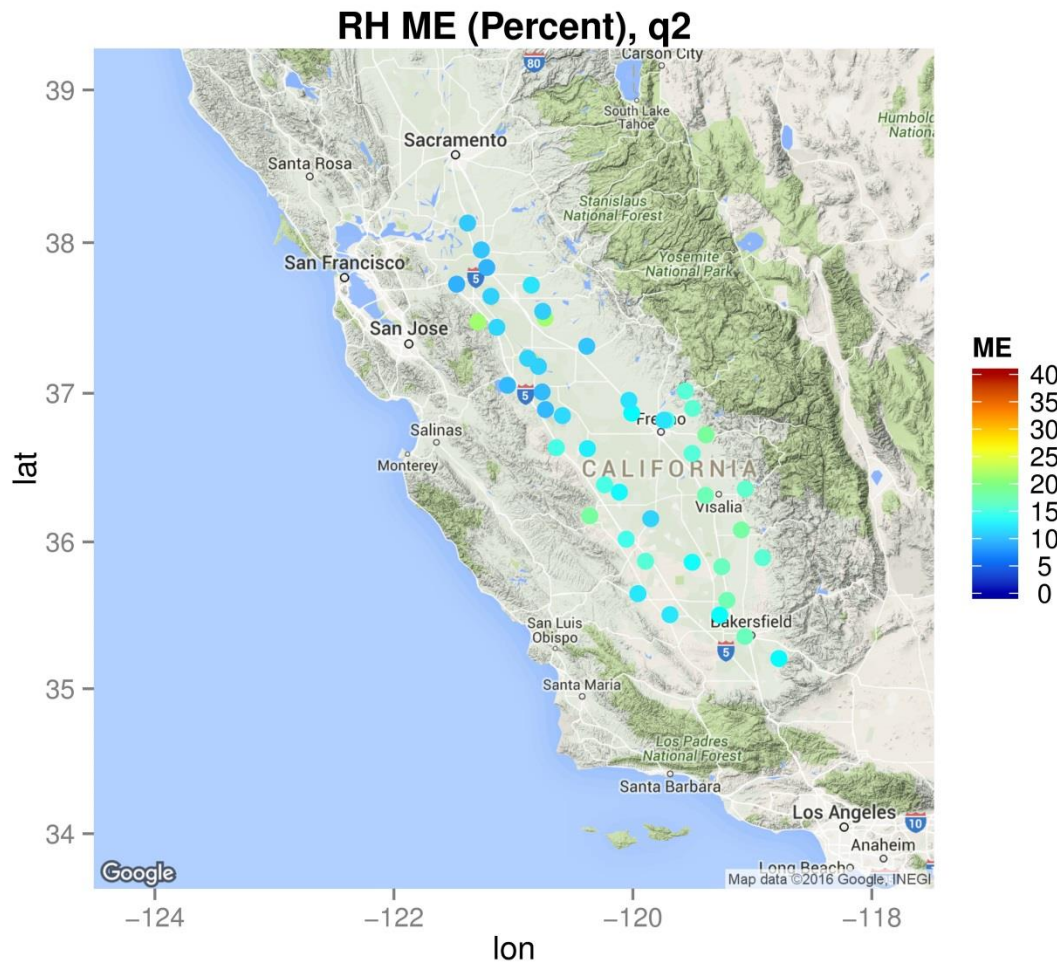 RH ME (Percent), q2
39
38
37
36
35
34
lat
−124
−122
−120
−118
lon
80
Carson City
South Lake
Tahoe
Humbol
Nationa
Sacramento
Santa Rosa
Stanislaus
National Forest
San Francisco
5
Yosemite
National Park
San Jose
5
Salinas
Monterey
Fresno
CALIFORNIA
Visalia
San Luis
Obispo
Bakersfield
5
Santa Maria
Los Padres
National Forest
Santa Barbara
Los Angeles
10
Anaheim
Long Beach
Google
Map data ©2016 Google, INEGI
ME
40
35
30
25
20
15
10
5
0